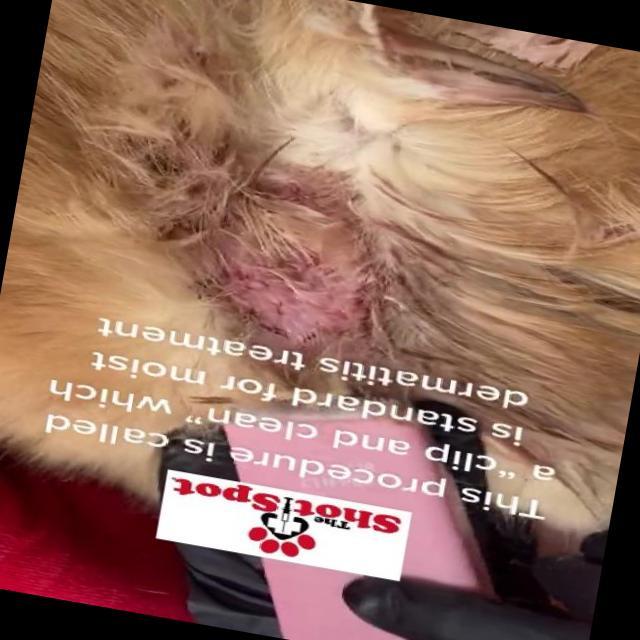 The
ShotSpot.
This procedure is called
a “clip and clean” which
is standard for moist
dermatitis treatment